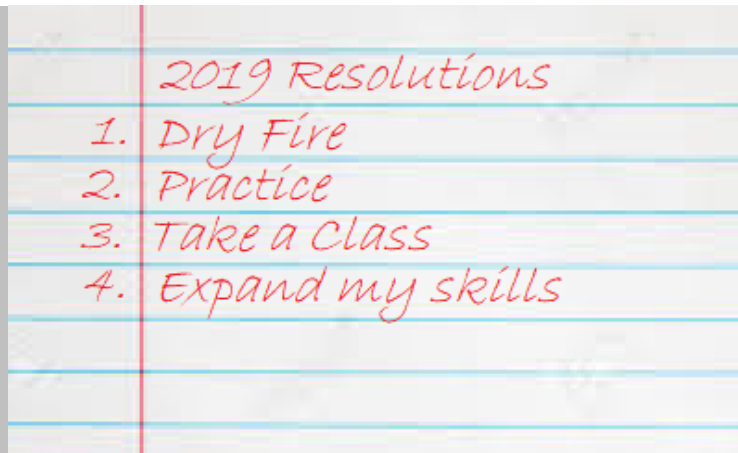 2019 Resolutions
1. Dry Fire
2. Practice
3. Take a Class
4. Expand my skills